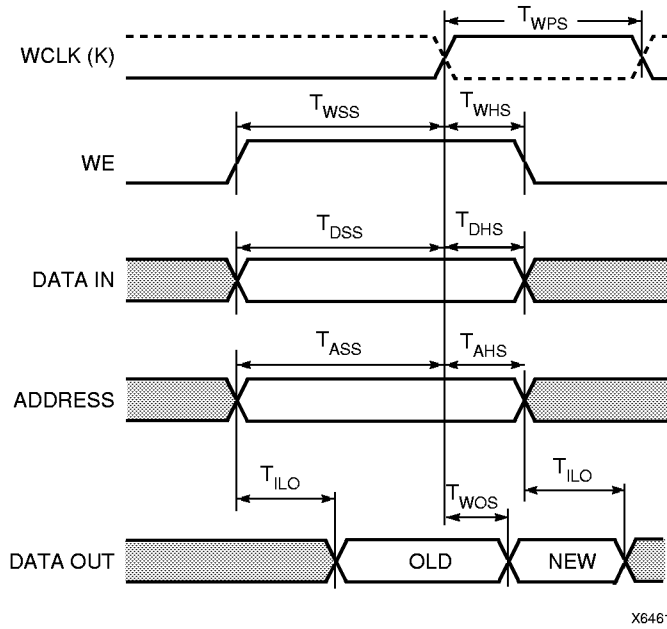 T_WPS
WCLK (K)
T_WSS T_WHS
WE
T_DSS T_DHS
DATA IN
T_ASS T_AHS
ADDRESS
T_ILO T_WOS T_ILO
DATA OUT OLD NEW
X6461